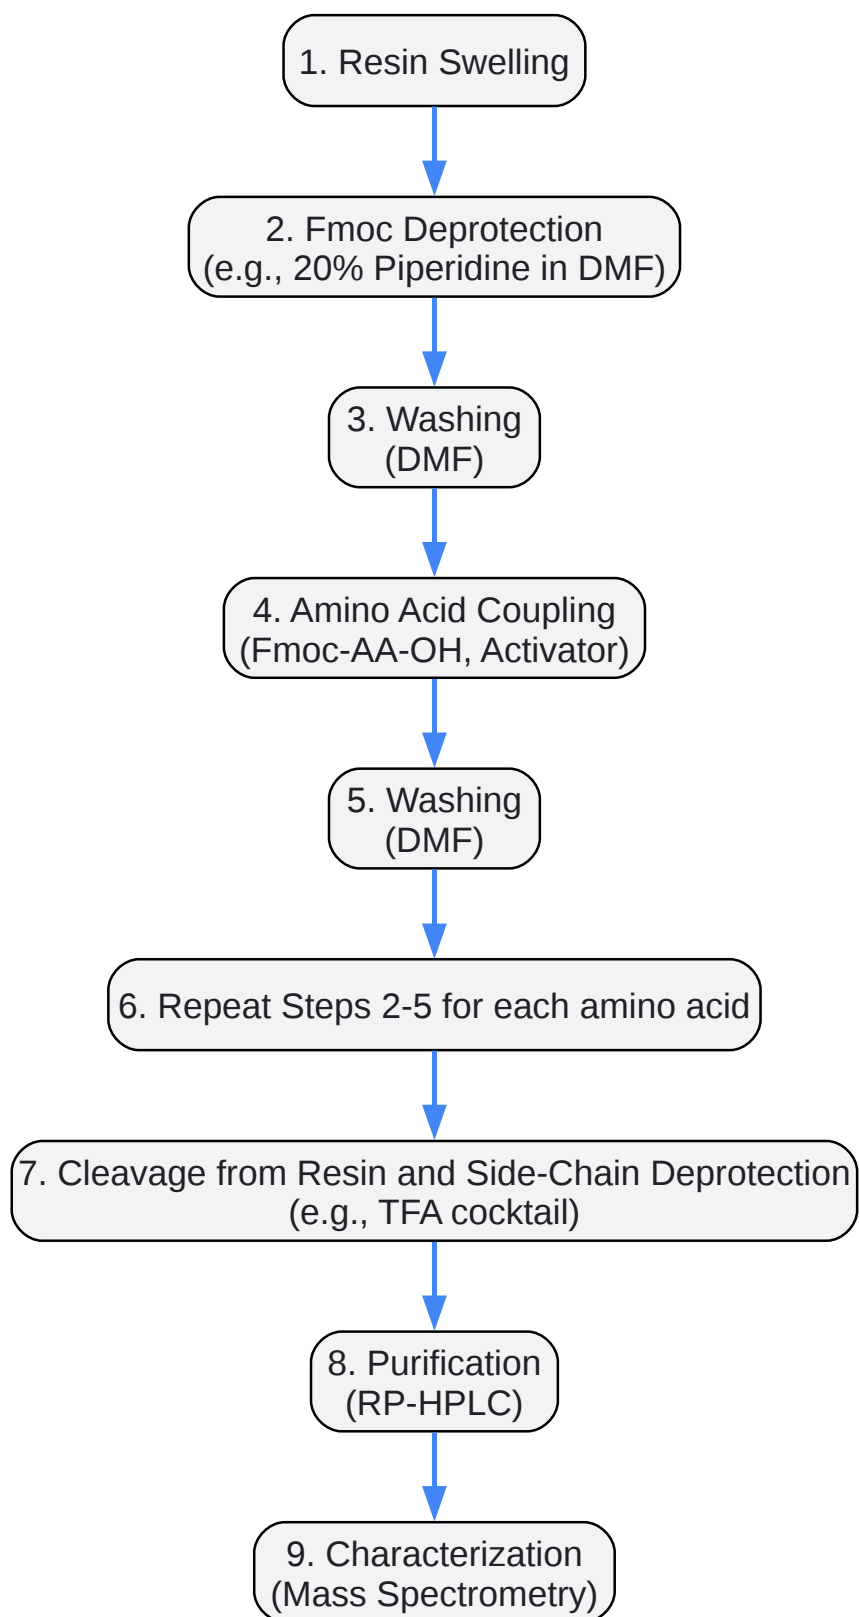 1. Resin Swelling
2. Fmoc Deprotection
(e.g., 20% Piperidine in DMF)
3. Washing
(DMF)
4. Amino Acid Coupling
(Fmoc-AA-OH, Activator)
5. Washing
(DMF)
6. Repeat Steps 2-5 for each amino acid
7. Cleavage from Resin and Side-Chain Deprotection
(e.g., TFA cocktail)
8. Purification
(RP-HPLC)
9. Characterization
(Mass Spectrometry)